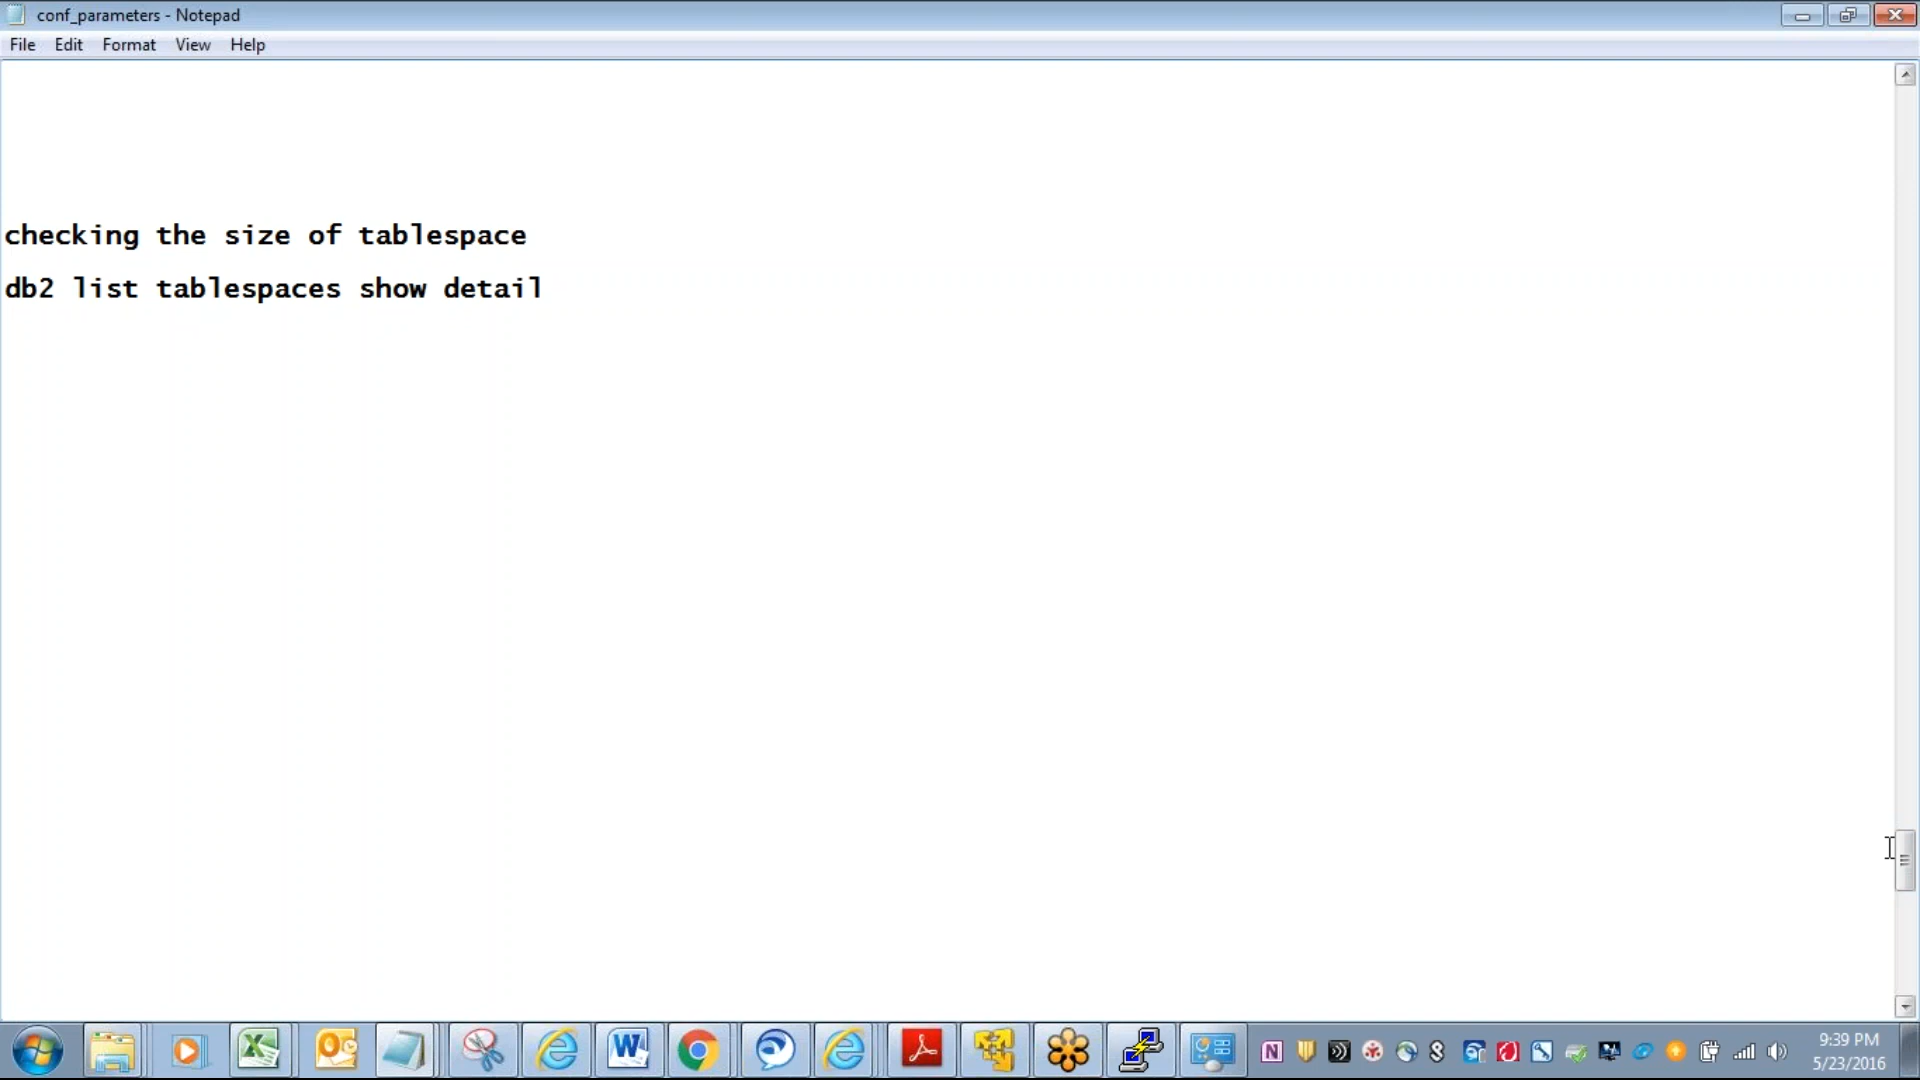 conf_parameters - Notepad
File Edit Format View Help
checking the size of tablespace
db2 list tablespaces show detail
9:39 PM
5/23/2016